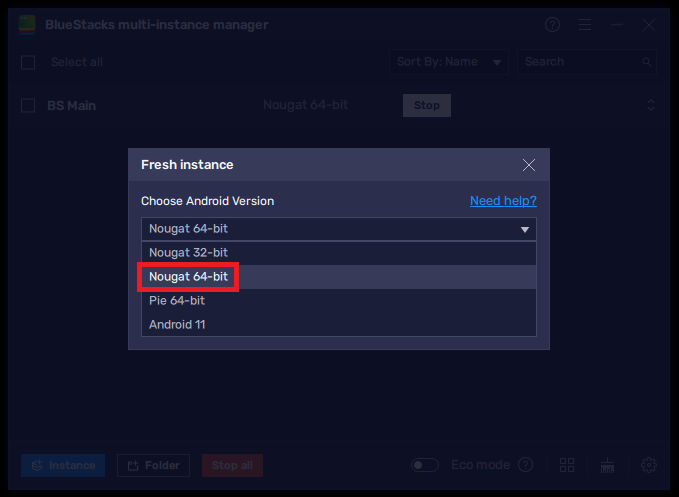 BlueStacks multi-instance manager
Select all
Sort By: Name
Search
BS Main
Nougat 64-bit
Stop
Fresh instance
Choose Android Version
Need help?
Nougat 64-bit
Nougat 32-bit
Nougat 64-bit
Pie 64-bit
Android 11
Instance
Folder
Stop all
Eco mode